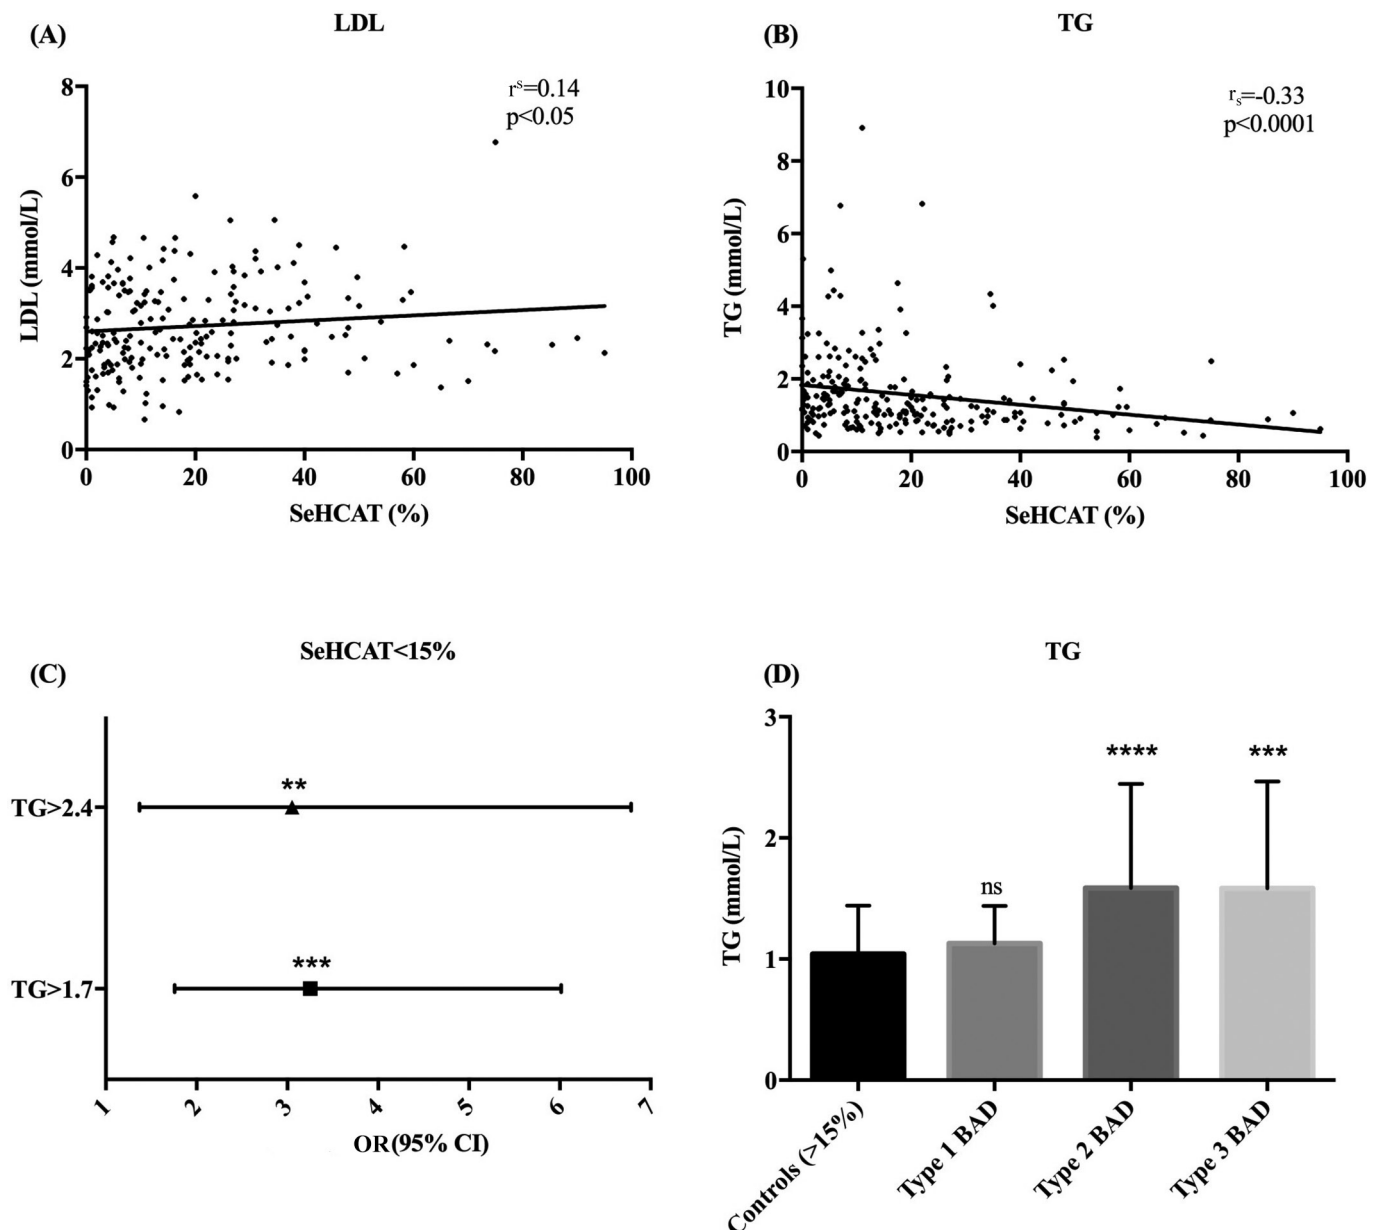 (A)
LDL
rˢ=0.14
p<0.05
8
6
4
2
0
LDL (mmol/L)
0 20 40 60 80 100
SeHCAT (%)
(B)
TG
rₛ=-0.33
p<0.0001
10
8
6
4
2
0
TG (mmol/L)
0 20 40 60 80 100
SeHCAT (%)
(C)
SeHCAT<15%
**
TG>2.4
***
TG>1.7
1 2 3 4 5 6 7
OR(95% CI)
(D)
TG
3
2
1
0
TG (mmol/L)
ns
****
***
Controls (>15%)
Type 1 BAD
Type 2 BAD
Type 3 BAD